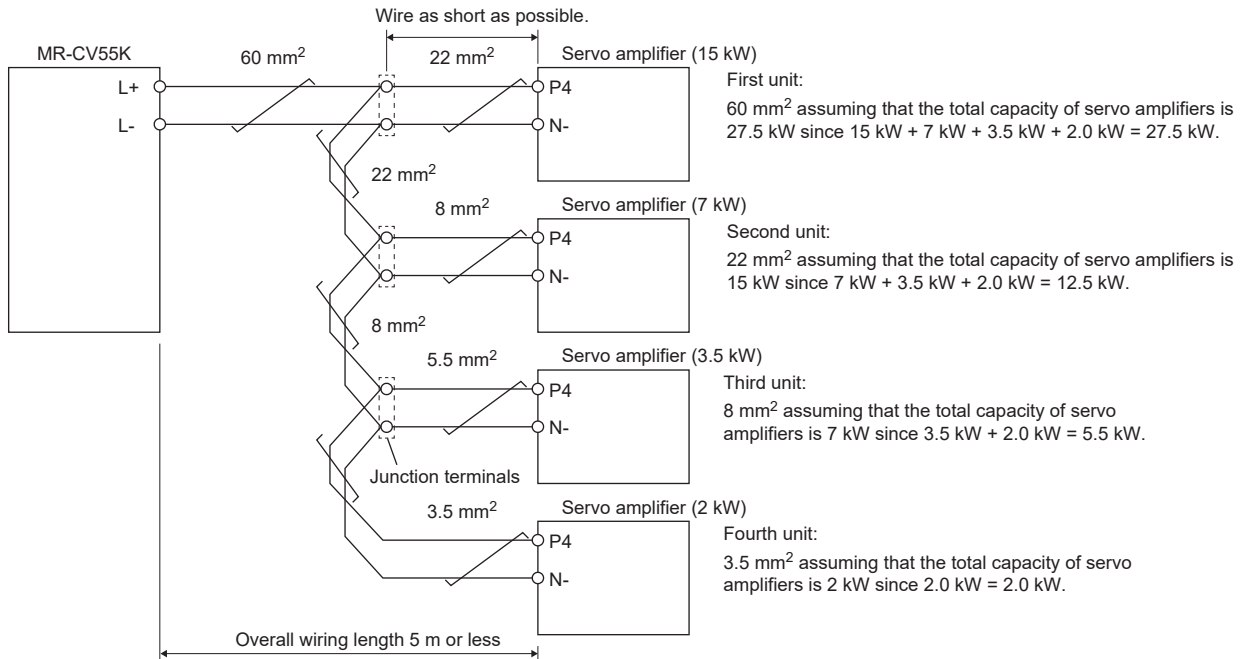 Wire as short as possible.
MR-CV55K
60 mm²
22 mm²
Servo amplifier (15 kW)
L+
L-
P4
N-
First unit:
60 mm² assuming that the total capacity of servo amplifiers is
27.5 kW since 15 kW + 7 kW + 3.5 kW + 2.0 kW = 27.5 kW.
22 mm²
8 mm²
Servo amplifier (7 kW)
P4
N-
Second unit:
22 mm² assuming that the total capacity of servo amplifiers is
15 kW since 7 kW + 3.5 kW + 2.0 kW = 12.5 kW.
8 mm²
5.5 mm²
Servo amplifier (3.5 kW)
P4
N-
Third unit:
8 mm² assuming that the total capacity of servo
amplifiers is 7 kW since 3.5 kW + 2.0 kW = 5.5 kW.
Junction terminals
3.5 mm²
Servo amplifier (2 kW)
P4
N-
Fourth unit:
3.5 mm² assuming that the total capacity of servo
amplifiers is 2 kW since 2.0 kW = 2.0 kW.
Overall wiring length 5 m or less